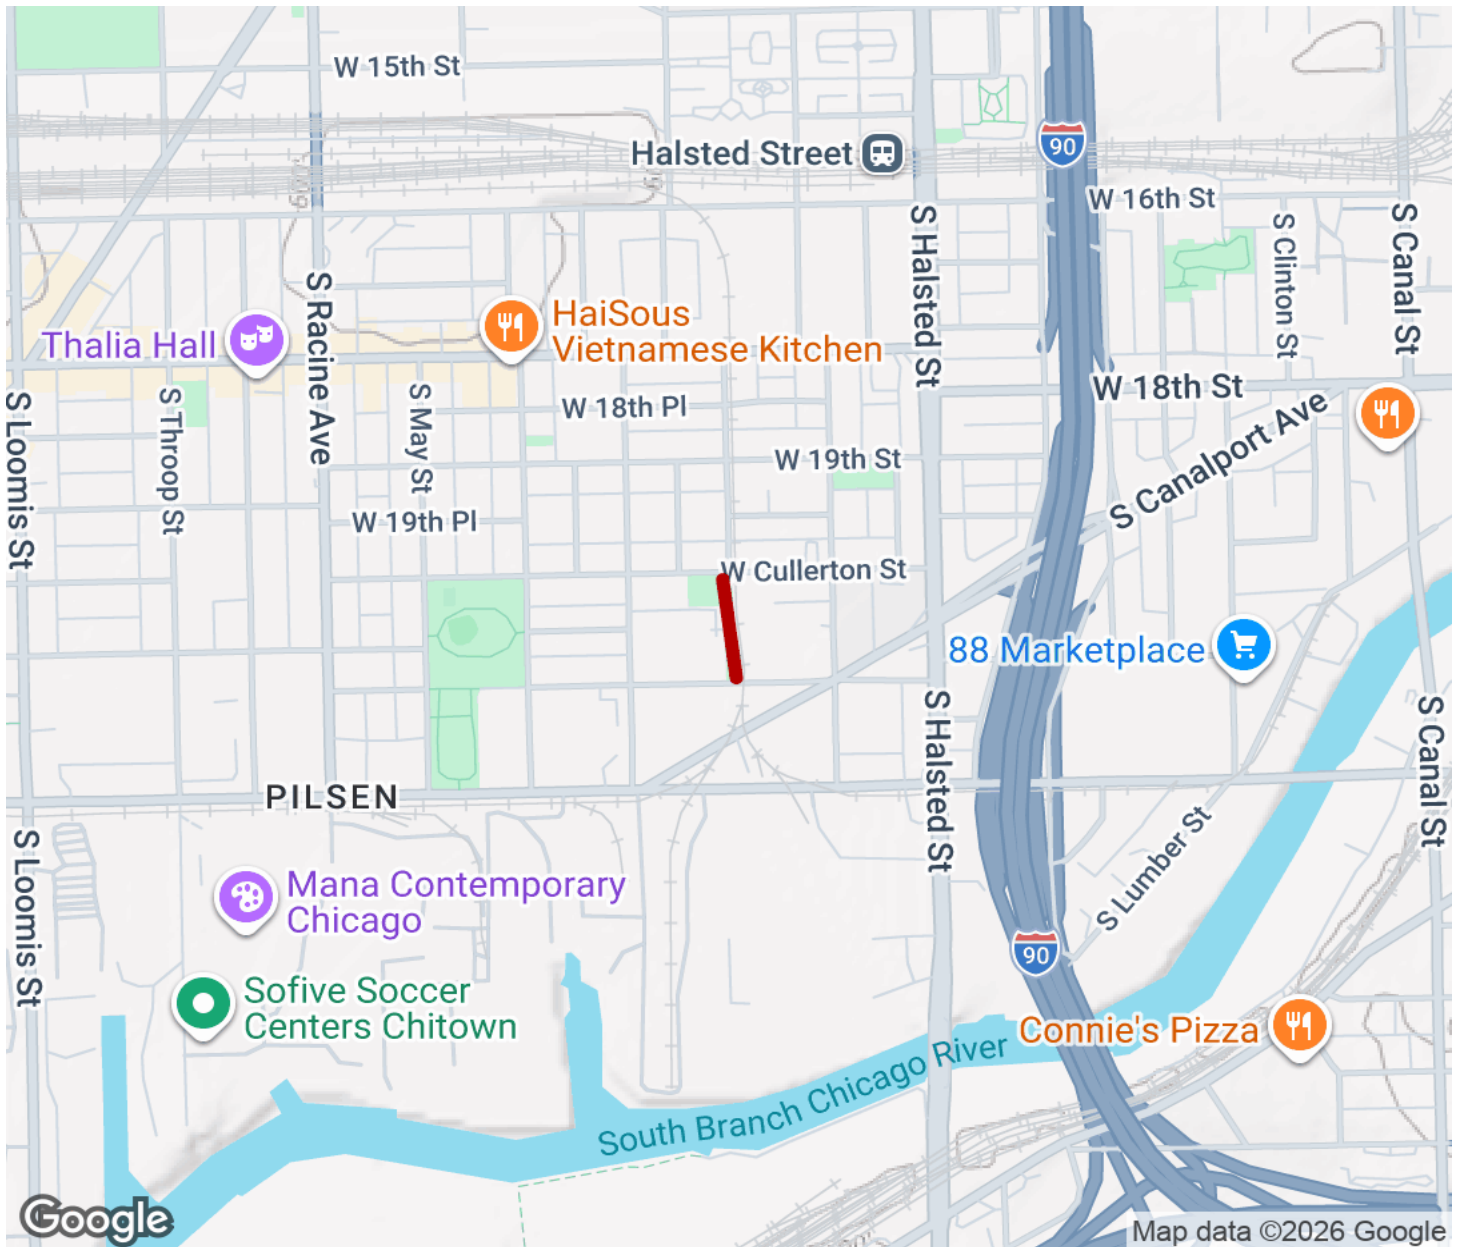 W 15th St
Halsted Street
90
W 16th St
S Halsted St
S Clinton St
S Canal St
S Racine Ave
Thalia Hall
HaiSous
Vietnamese Kitchen
W 18th St
S Loomis St
S Throop St
S May St
W 18th Pl
S Canalport Ave
W 19th St
W 19th Pl
W Cullerton St
88 Marketplace
S Halsted St
S Canal St
PILSEN
S Lumber St
S Loomis St
Mana Contemporary
Chicago
90
Sofive Soccer
Centers Chitown
Connie's Pizza
South Branch Chicago River
Google
Map data ©2026 Google